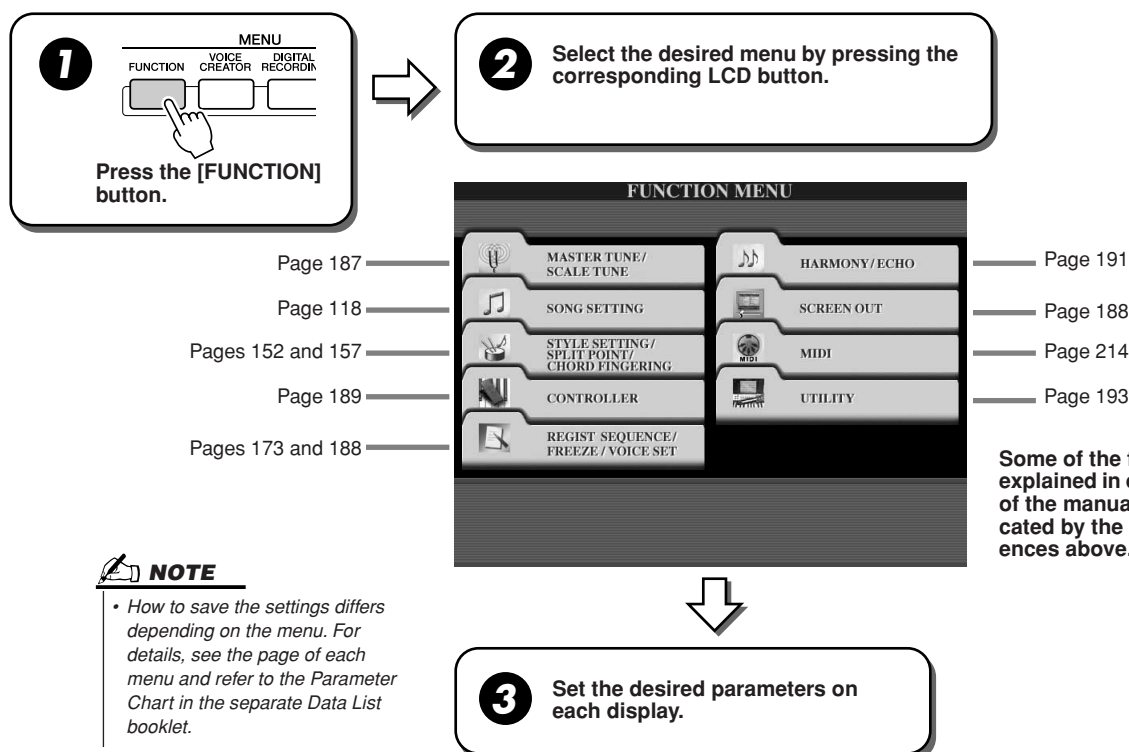 1
MENU
FUNCTION
VOICE
CREATOR
DIGITAL
Press the [FUNCTION]
button.
2
Select the desired menu by pressing the
corresponding LCD button.
FUNCTION MENU
Page 187
MASTER TUNE/
SCALE TUNE
HARMONY/ECHO
Page 191
Page 118
SONG SETTING
SCREEN OUT
Page 188
Pages 152 and 157
STYLE SETTING/
SPLIT POINT/
CHORD FINGERING
MIDI
MIDI
Page 214
Page 189
CONTROLLER
UTILITY
Page 193
Pages 173 and 188
REGIST SEQUENCE/
FREEZE / VOICE SET
Some of the
explained in
of the
cated by the
ences above.
NOTE
• How to save the settings differs
depending on the menu. For
details, see the page of each
menu and refer to the Parameter
Chart in the separate Data List
booklet.
3
Set the desired parameters on
each display.